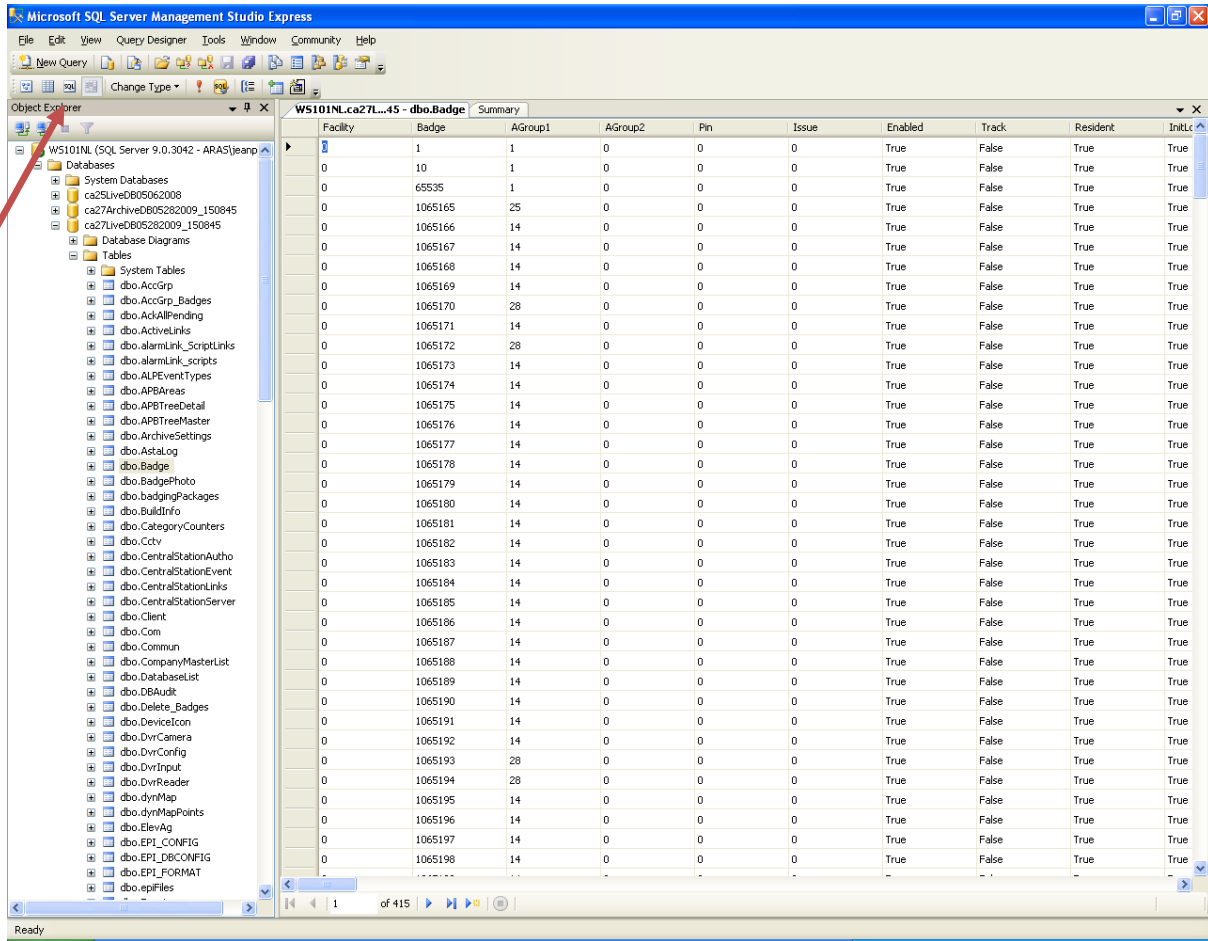 Microsoft SQL Server Management Studio Express
File Edit View Query Designer Tools Window Community Help
New Query
Change Type
Object Explorer
WS101NL.ca27L...45 - dbo.Badge Summary
WS101NL (SQL Server 9.0.3042 - ARAS\jeanp
Databases
System Databases
ca25LiveDB05062008
ca27ArchiveDB05282009_150845
ca27LiveDB05282009_150845
Database Diagrams
Tables
System Tables
dbo.AccGrp
dbo.AccGrp_Badges
dbo.AckAllPending
dbo.ActiveLinks
dbo.alarmLink_ScriptLinks
dbo.alarmLink_scripts
dbo.ALPEventTypes
dbo.APBAreas
dbo.APBTreeDetail
dbo.APBTreeMaster
dbo.ArchiveSettings
dbo.AstaLog
dbo.Badge
dbo.BadgePhoto
dbo.badgingPackages
dbo.BuildInfo
dbo.CategoryCounters
dbo.Cctv
dbo.CentralStationAutho
dbo.CentralStationEvent
dbo.CentralStationLinks
dbo.CentralStationServer
dbo.Client
dbo.Com
dbo.Commun
dbo.CompanyMasterList
dbo.DatabaseList
dbo.DBAudit
dbo.Delete_Badges
dbo.DeviceIcon
dbo.DvrCamera
dbo.DvrConfig
dbo.DvrInput
dbo.DvrReader
dbo.dynMap
dbo.dynMapPoints
dbo.ElevAg
dbo.EPI_CONFIG
dbo.EPI_DBCONFIG
dbo.EPI_FORMAT
dbo.epiFiles
Facility Badge AGroup1 AGroup2 Pin Issue Enabled Track Resident InitLo
0 1 1 0 0 0 True False True True
0 10 1 0 0 0 True False True True
0 65535 1 0 0 0 True False True True
0 1065165 25 0 0 0 True False True True
0 1065166 14 0 0 0 True False True True
0 1065167 14 0 0 0 True False True True
0 1065168 14 0 0 0 True False True True
0 1065169 14 0 0 0 True False True True
0 1065170 28 0 0 0 True False True True
0 1065171 14 0 0 0 True False True True
0 1065172 28 0 0 0 True False True True
0 1065173 14 0 0 0 True False True True
0 1065174 14 0 0 0 True False True True
0 1065175 14 0 0 0 True False True True
0 1065176 14 0 0 0 True False True True
0 1065177 14 0 0 0 True False True True
0 1065178 14 0 0 0 True False True True
0 1065179 14 0 0 0 True False True True
0 1065180 14 0 0 0 True False True True
0 1065181 14 0 0 0 True False True True
0 1065182 14 0 0 0 True False True True
0 1065183 14 0 0 0 True False True True
0 1065184 14 0 0 0 True False True True
0 1065185 14 0 0 0 True False True True
0 1065186 14 0 0 0 True False True True
0 1065187 14 0 0 0 True False True True
0 1065188 14 0 0 0 True False True True
0 1065189 14 0 0 0 True False True True
0 1065190 14 0 0 0 True False True True
0 1065191 14 0 0 0 True False True True
0 1065192 14 0 0 0 True False True True
0 1065193 28 0 0 0 True False True True
0 1065194 28 0 0 0 True False True True
0 1065195 14 0 0 0 True False True True
0 1065196 14 0 0 0 True False True True
0 1065197 14 0 0 0 True False True True
0 1065198 14 0 0 0 True False True True
1 of 415
Ready